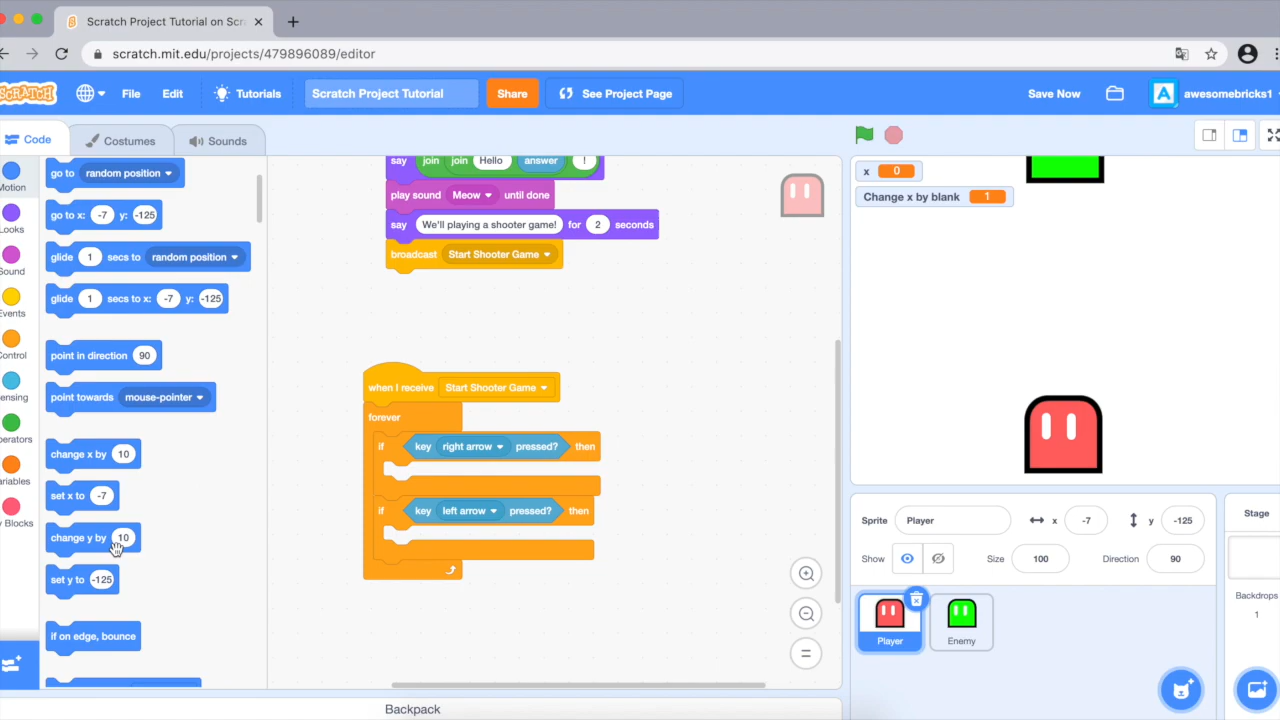 Scratch Project Tutorial on Scr
scratch.mit.edu/projects/479896089/editor
SCRATCH
File
Edit
Tutorials
Scratch Project Tutorial
Share
See Project Page
Save Now
A
awesomebricks1
Code
Costumes
Sounds
Motion
Looks
Sound
Events
Control
ensing
perators
ariables
y Blocks
go to random position
go to x: -7 y: -125
glide 1 secs to random position
glide 1 secs to x: -7 y: -125
point in direction 90
point towards mouse-pointer
change x by 10
set x to -7
change y by 10
set y to -125
if on edge, bounce
say join join Hello answer !
play sound Meow until done
say We'll playing a shooter game! for 2 seconds
broadcast Start Shooter Game
when I receive Start Shooter Game
forever
if key right arrow pressed? then
if key left arrow pressed? then
Backpack
x 0
Change x by blank 1
Sprite Player x -7 y -125
Show Size 100 Direction 90
Player
Enemy
Stage
Backdrops
1